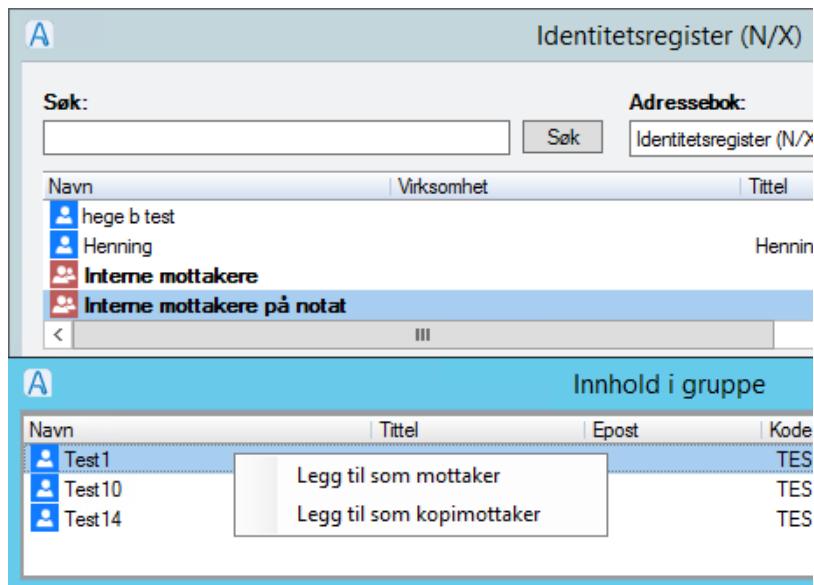 A Identitetsregister (N/X)
Søk: Adressebok:
Søk Identitetsregister (N/X
Navn Virksomhet Tittel
hege b test
Henning Hennin
Interne mottakere
Interne mottakere på notat
A Innhold i gruppe
Navn Tittel Epost Kode
Test1 TES
Test10 TES
Test14 TES
Legg til som mottaker
Legg til som kopimottaker